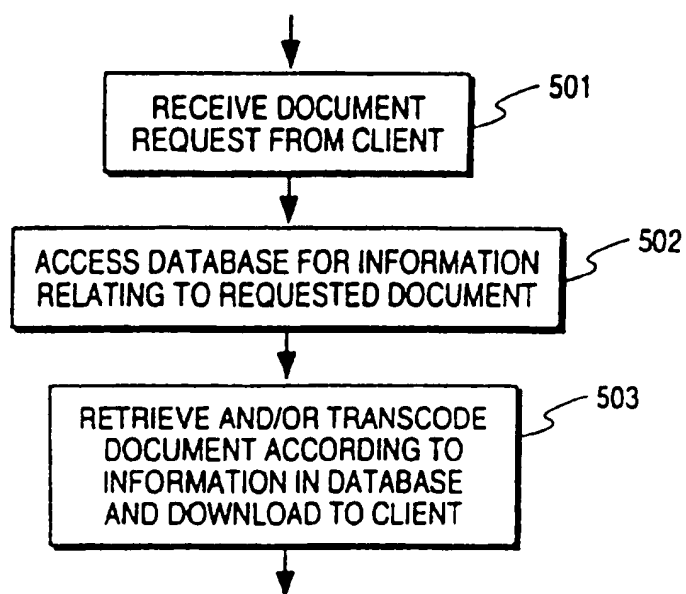 RECEIVE DOCUMENT
REQUEST FROM CLIENT
501
ACCESS DATABASE FOR INFORMATION
RELATING TO REQUESTED DOCUMENT
502
RETRIEVE AND/OR TRANSCODE
DOCUMENT ACCORDING TO
INFORMATION IN DATABASE
AND DOWNLOAD TO CLIENT
503